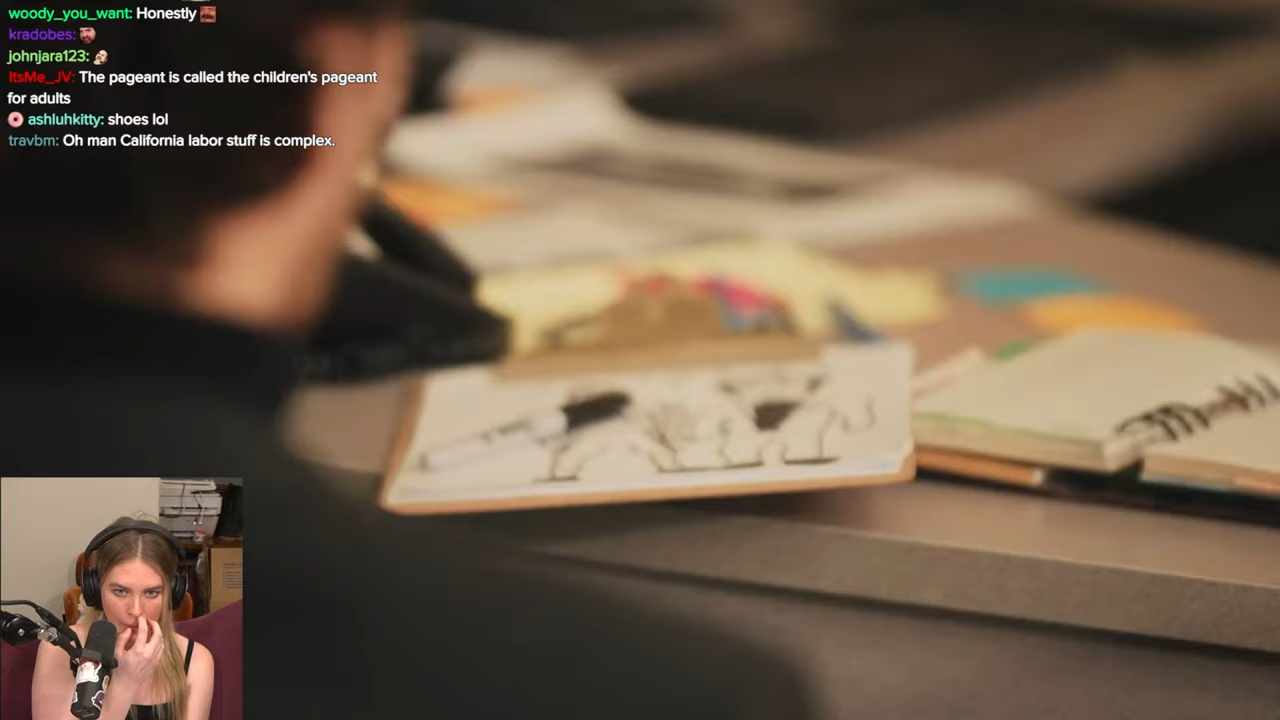 woody_you_want: Honestly
kradobes:
johnjara123:
ItsMe_JV: The pageant is called the children's pageant
for adults
ashluhkitty: shoes lol
travbm: Oh man California labor stuff is complex.